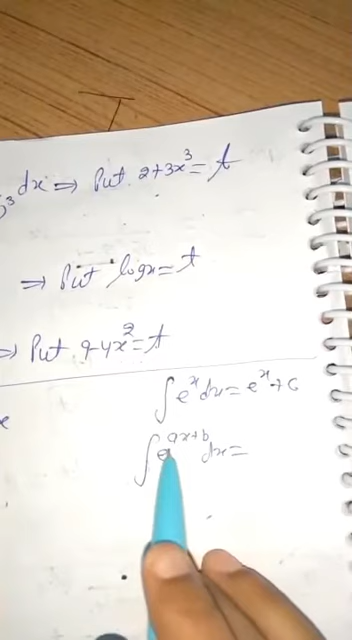 dx ⇒ Put 2+3x³ = t
⇒ Put logx = t
⇒ Put 9-4x² = t
∫eˣdx = eˣ+c
∫e^(ax+b) dx =